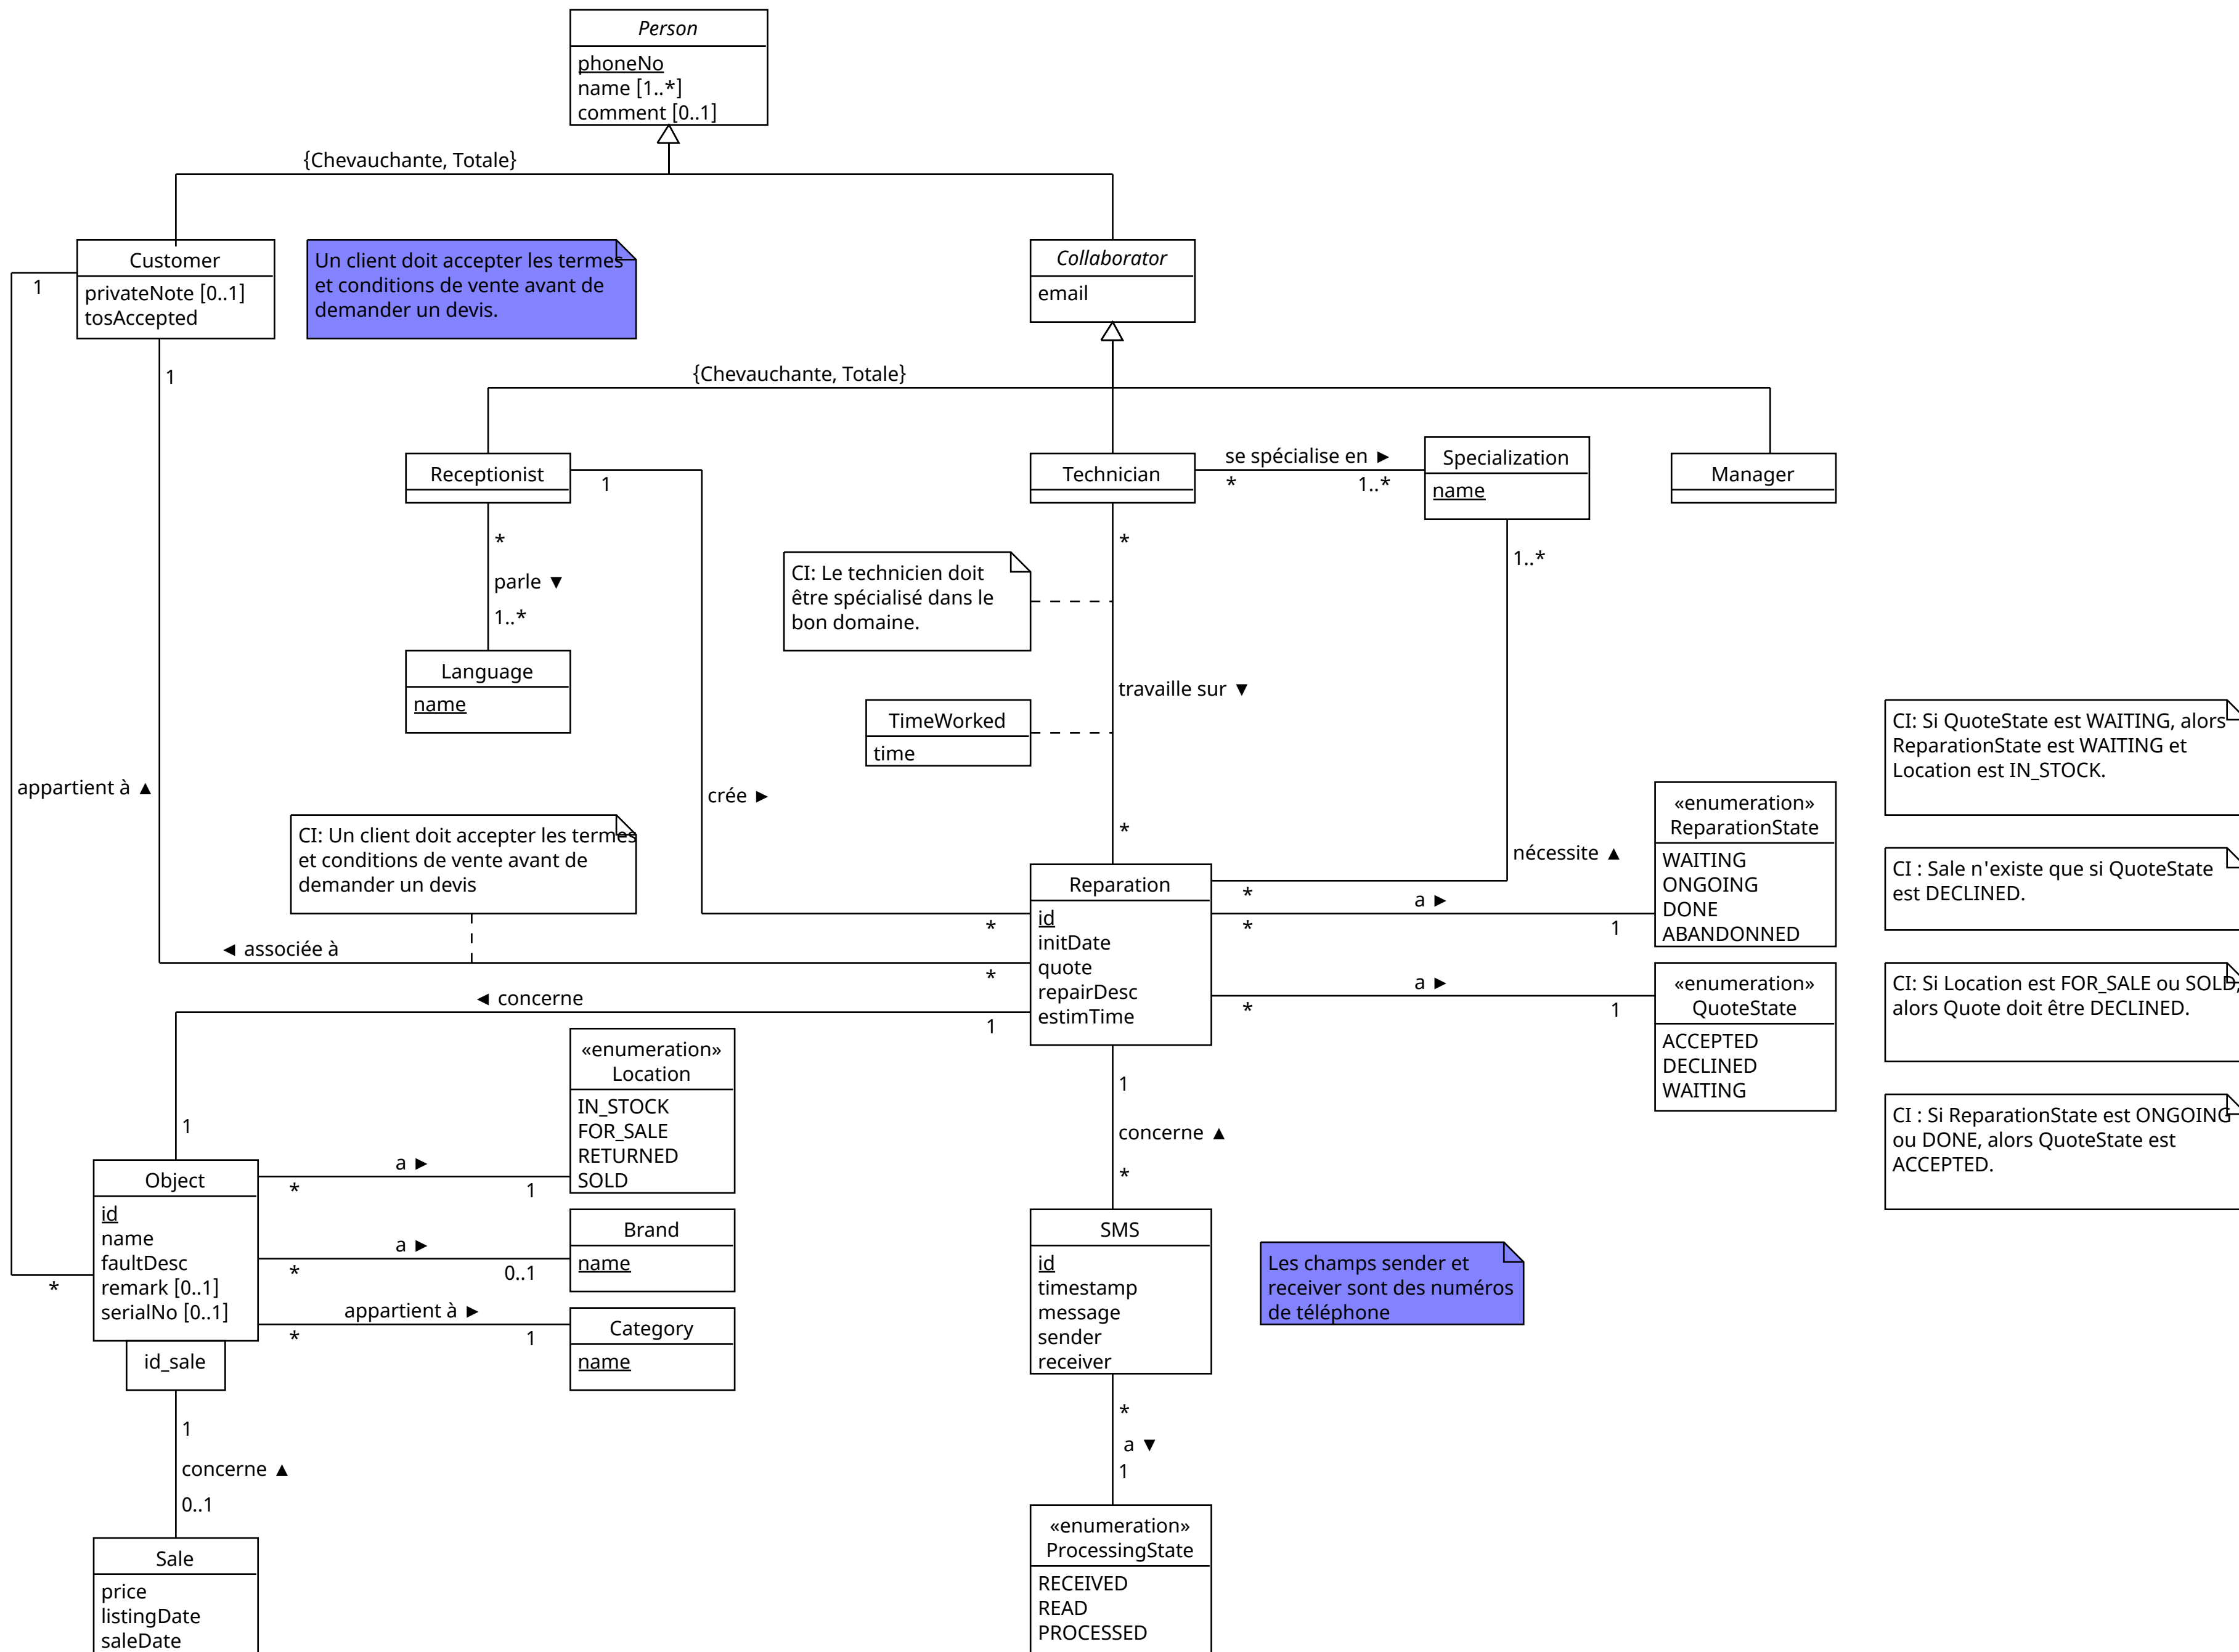 Person
phoneNo
name [1..*]
comment [0..1]
{Chevauchante, Totale}
Customer
privateNote [0..1]
tosAccepted
1
1
Un client doit accepter les termes
et conditions de vente avant de
demander un devis.
Collaborator
email
{Chevauchante, Totale}
Receptionist
1
Technician
se spécialise en ►
*
1..*
Specialization
name
Manager
*
parle ▼
1..*
Language
name
*
CI: Le technicien doit
être spécialisé dans le
bon domaine.
1..*
travaille sur ▼
TimeWorked
time
*
appartient à ▲
crée ►
CI: Un client doit accepter les termes
et conditions de vente avant de
demander un devis
nécessite ▲
CI: Si QuoteState est WAITING, alors
ReparationState est WAITING et
Location est IN_STOCK.
«enumeration»
ReparationState
WAITING
ONGOING
DONE
ABANDONNED
CI : Sale n'existe que si QuoteState
est DECLINED.
Reparation
id
initDate
quote
repairDesc
estimTime
*
a ►
*
1
*
◄ associée à
*
◄ concerne
1
a ►
*
1
«enumeration»
QuoteState
ACCEPTED
DECLINED
WAITING
CI: Si Location est FOR_SALE ou SOLD,
alors Quote doit être DECLINED.
CI : Si ReparationState est ONGOING
ou DONE, alors QuoteState est
ACCEPTED.
«enumeration»
Location
IN_STOCK
FOR_SALE
RETURNED
SOLD
1
1
concerne ▲
*
Object
id
name
faultDesc
remark [0..1]
serialNo [0..1]
*
a ►
*
1
a ►
*
0..1
Brand
name
appartient à ►
*
1
Category
name
id_sale
SMS
id
timestamp
message
sender
receiver
Les champs sender et
receiver sont des numéros
de téléphone
1
concerne ▲
0..1
*
a ▼
1
Sale
price
listingDate
saleDate
«enumeration»
ProcessingState
RECEIVED
READ
PROCESSED